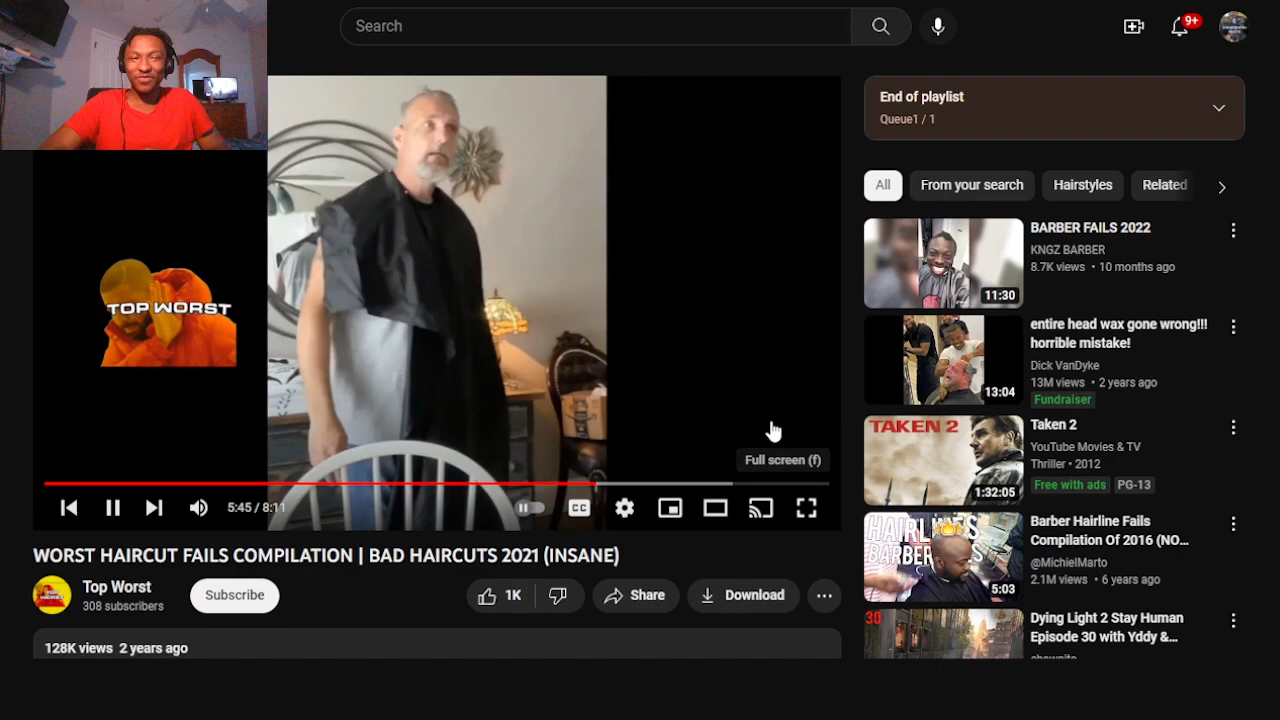 Search
9+
TOP WORST
Full screen (f)
5:45 / 8:11
CC
WORST HAIRCUT FAILS COMPILATION | BAD HAIRCUTS 2021 (INSANE)
Top Worst
308 subscribers
Subscribe
1K
Share
Download
128K views 2 years ago
End of playlist
Queue1 / 1
All
From your search
Hairstyles
Related
11:30
BARBER FAILS 2022
KNGZ BARBER
8.7K views • 10 months ago
13:04
entire head wax gone wrong!!!
horrible mistake!
Dick VanDyke
13M views • 2 years ago
Fundraiser
TAKEN 2
1:32:05
Taken 2
YouTube Movies & TV
Thriller • 2012
Free with ads PG-13
HAIRLINES
BARBER
5:03
Barber Hairline Fails
Compilation Of 2016 (NO...
@MichielMarto
2.1M views • 6 years ago
30
Dying Light 2 Stay Human
Episode 30 with Yddy &...